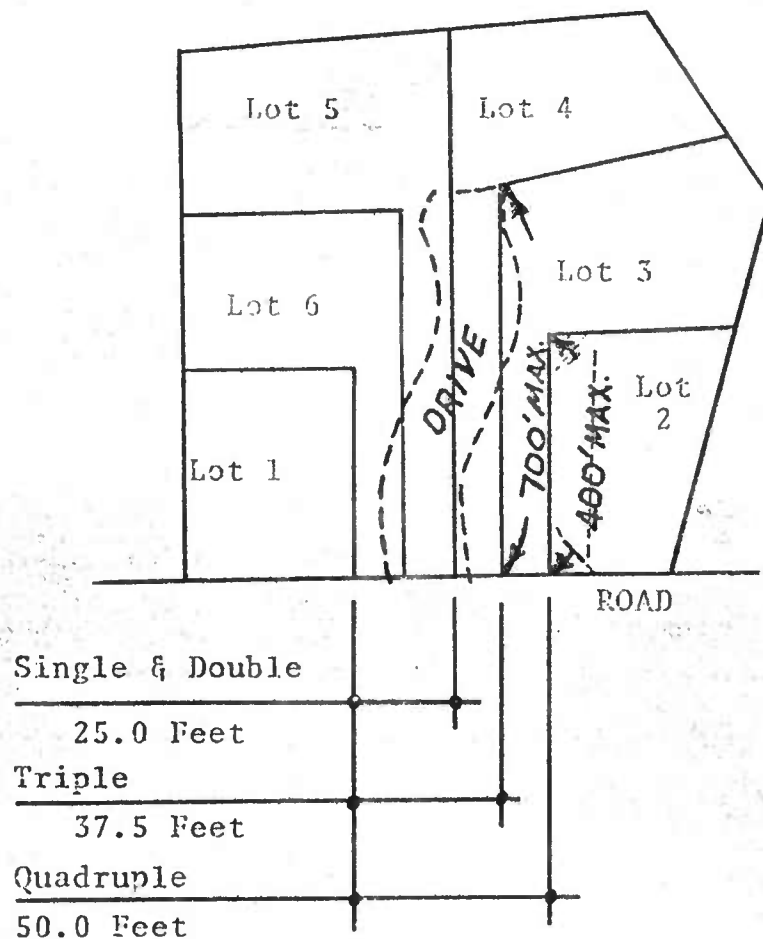 Lot 5
Lot 4
Lot 3
Lot 6
DRIVE
700' MAX.
400' MAX.
Lot
2
Lot 1
ROAD
Single & Double
25.0 Feet
Triple
37.5 Feet
Quadruple
50.0 Feet